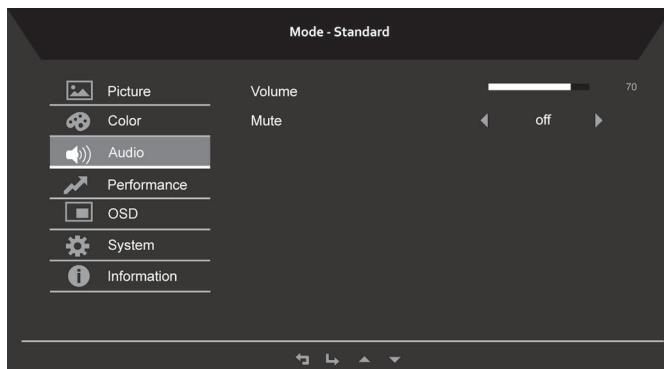 Mode - Standard
Picture
Volume
70
Color
Mute
off
Audio
Performance
OSD
System
Information